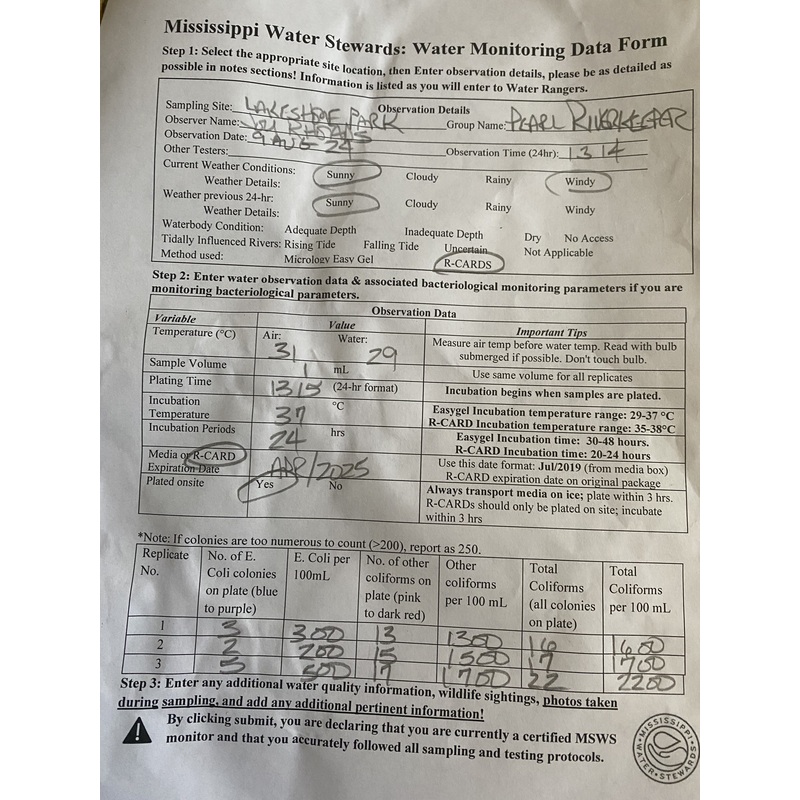 Mississippi Water Stewards: Water Monitoring Data Form
Step 1: Select the appropriate site location, then Enter observation details, please be as detailed as
possible in notes sections! Information is listed as you will enter to Water Rangers.
Observation Details
Sampling Site: LAKESHORE PARK
Observer Name:
Group Name: PEARL RIVERKEEPER
Observation Date: 9 AUG 24
Other Testers:
Observation Time (24hr): 1314
Current Weather Conditions:
Weather Details: Sunny Cloudy Rainy Windy
Weather previous 24-hr:
Weather Details: Sunny Cloudy Rainy Windy
Waterbody Condition: Adequate Depth Inadequate Depth Dry No Access
Tidally Influenced Rivers: Rising Tide Falling Tide Uncertain Not Applicable
Method used: Micrology Easy Gel R-CARDS
Step 2: Enter water observation data & associated bacteriological monitoring parameters if you are
monitoring bacteriological parameters.
Observation Data
Variable Value Important Tips
Temperature (°C) Air: 31 Water: 29 Measure air temp before water temp. Read with bulb
submerged if possible. Don't touch bulb.
Sample Volume 1 mL Use same volume for all replicates
Plating Time 1315 (24-hr format) Incubation begins when samples are plated.
Incubation
Temperature 37 °C Easygel Incubation temperature range: 29-37 °C
R-CARD Incubation temperature range: 35-38°C
Incubation Periods 24 hrs Easygel Incubation time: 30-48 hours.
R-CARD Incubation time: 20-24 hours
Media or R-CARD
Expiration Date APR/2025 Use this date format: Jul/2019 (from media box)
R-CARD expiration date on original package
Plated onsite Yes No Always transport media on ice; plate within 3 hrs.
R-CARDs should only be plated on site; incubate
within 3 hrs
*Note: If colonies are too numerous to count (>200), report as 250.
Replicate No. No. of E. Coli colonies on plate (blue to purple) E. Coli per 100mL No. of other coliforms on plate (pink to dark red) Other coliforms per 100 mL Total Coliforms (all colonies on plate) Total Coliforms per 100 mL
1 3 300 13 1300 16 1600
2 2 200 15 1500 17 1700
3 5 500 17 1700 22 2200
Step 3: Enter any additional water quality information, wildlife sightings, photos taken
during sampling, and add any additional pertinent information!
By clicking submit, you are declaring that you are currently a certified MSWS
monitor and that you accurately followed all sampling and testing protocols.
MISSISSIPPI WATER STEWARDS